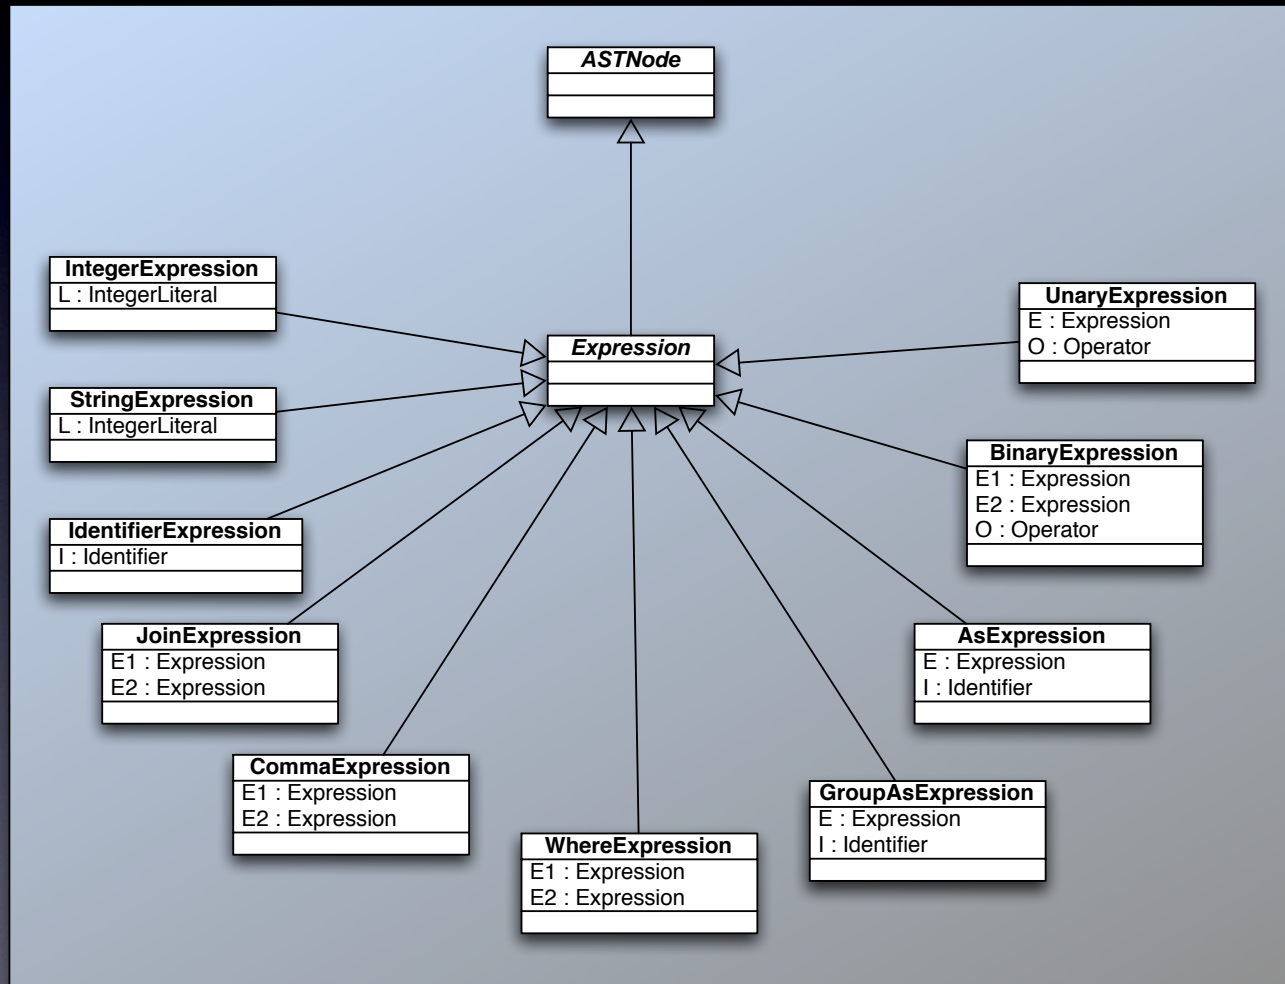 ASTNode
IntegerExpression
L : IntegerLiteral
UnaryExpression
E : Expression
O : Operator
Expression
StringExpression
L : IntegerLiteral
BinaryExpression
E1 : Expression
E2 : Expression
O : Operator
IdentifierExpression
I : Identifier
JoinExpression
E1 : Expression
E2 : Expression
AsExpression
E : Expression
I : Identifier
CommaExpression
E1 : Expression
E2 : Expression
GroupAsExpression
E : Expression
I : Identifier
WhereExpression
E1 : Expression
E2 : Expression